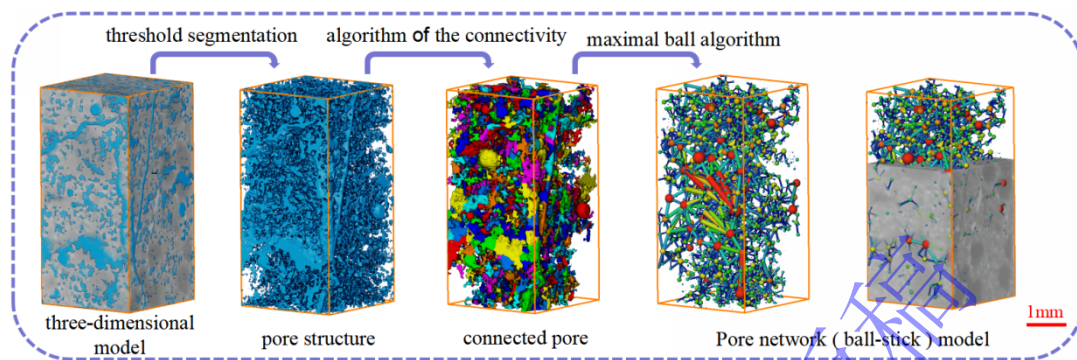 threshold segmentation
algorithm of the connectivity
maximal ball algorithm
three-dimensional
model
pore structure
connected pore
Pore network ( ball-stick ) model
1mm
稿